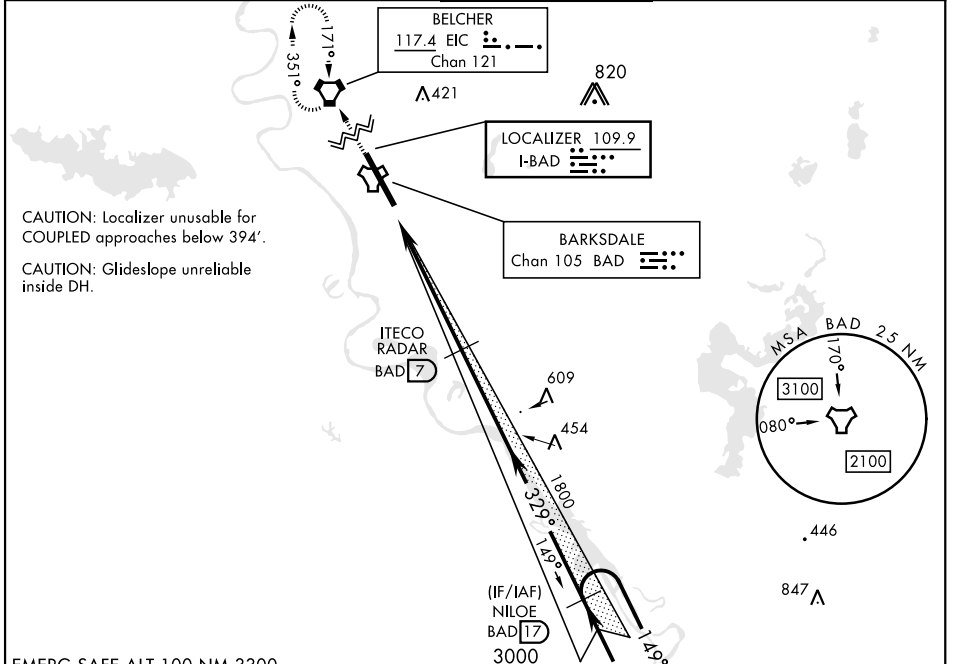 BELCHER
117.4 EIC
Chan 121
171°
351°
421
820
LOCALIZER 109.9
I-BAD
CAUTION: Localizer unusable for
COUPLED approaches below 394'.
CAUTION: Glideslope unreliable
inside DH.
BARKSDALE
Chan 105 BAD
ITECO
RADAR
BAD 7
609
454
MSA BAD 25 NM
170°
3100
080°
2100
1800
329°
149°
446
847
(IF/IAF)
NILOE
BAD 17
3000
149°
EMERG SAFE ALT 100 NM 3200